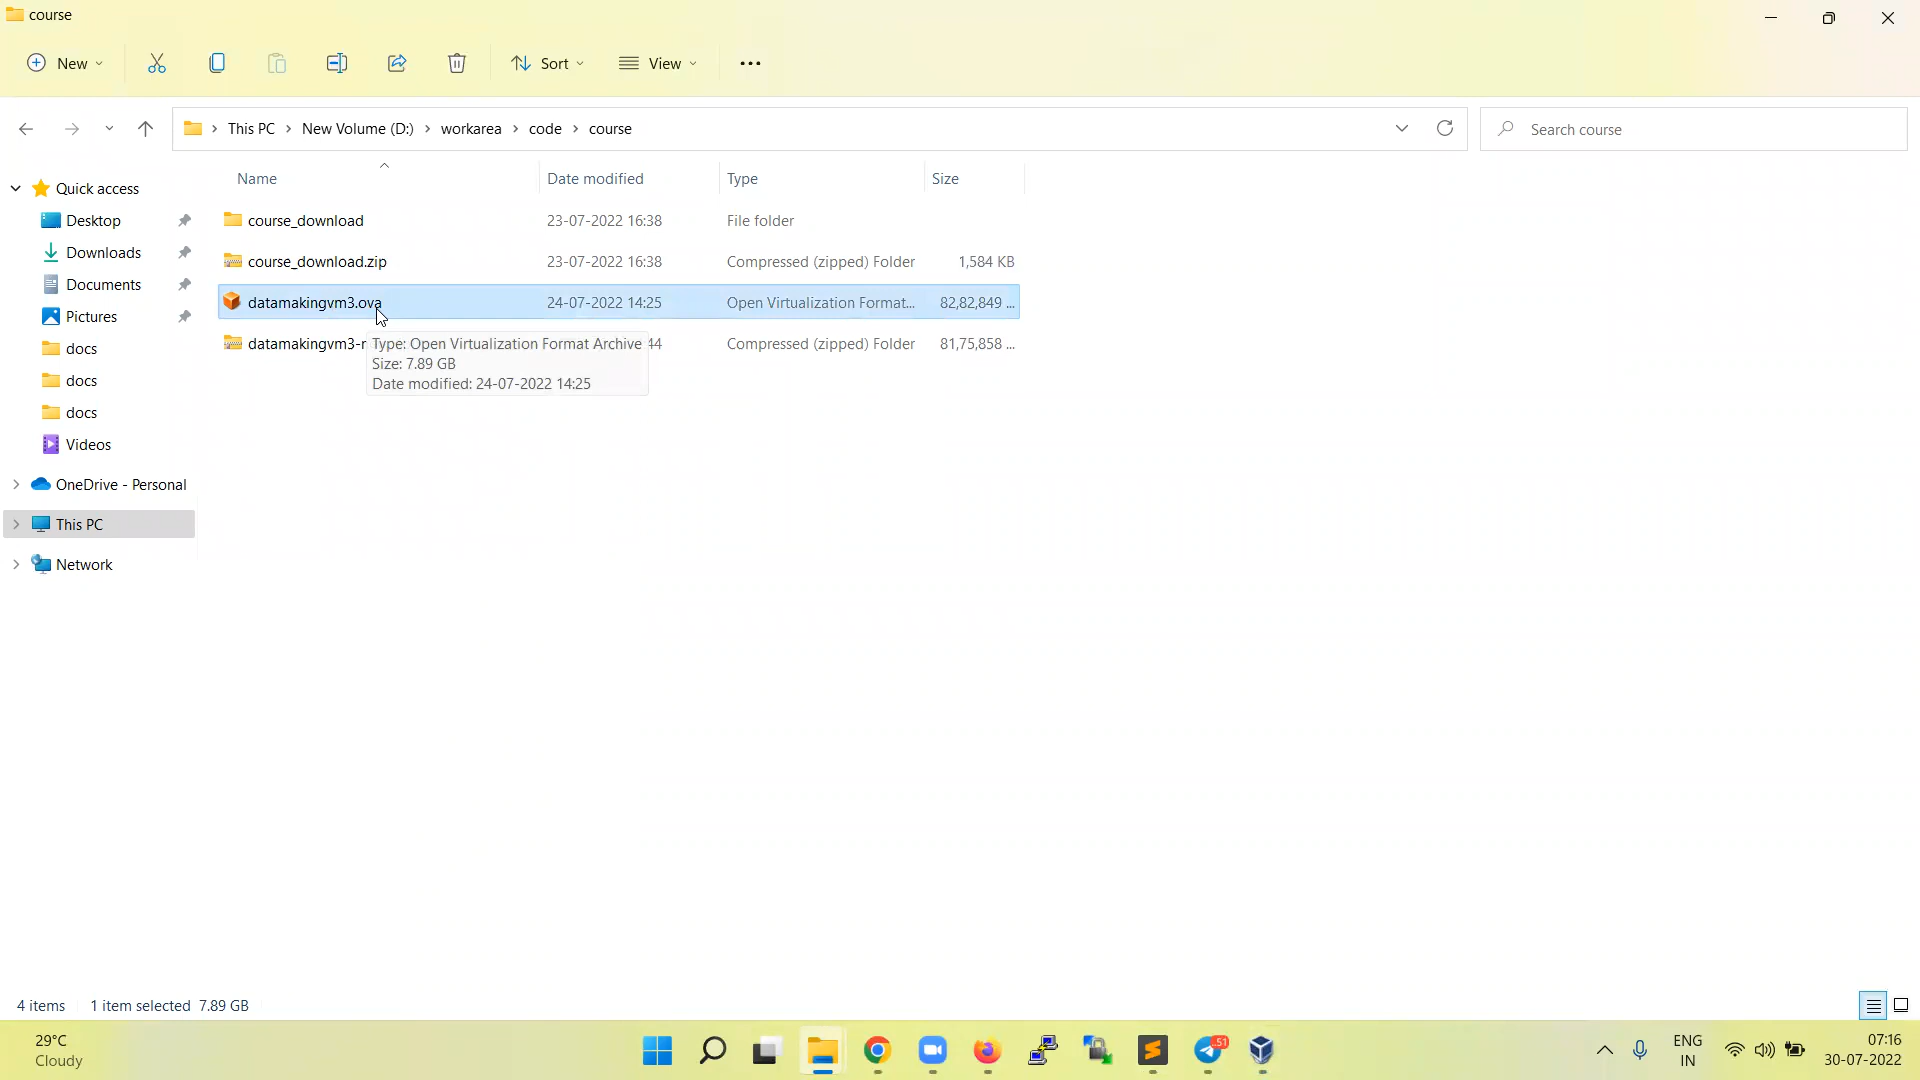 course
New
Sort
View
This PC
New Volume (D:)
workarea
code
course
Search course
Name
Date modified
Type
Size
Quick access
Desktop
Downloads
Documents
Pictures
docs
docs
docs
Videos
OneDrive - Personal
This PC
Network
course_download 23-07-2022 16:38 File folder
course_download.zip 23-07-2022 16:38 Compressed (zipped) Folder 1,584 KB
datamakingvm3.ova 24-07-2022 14:25 Open Virtualization Format... 82,82,849 ...
datamakingvm3-r 44 Compressed (zipped) Folder 81,75,858 ...
Type: Open Virtualization Format Archive
Size: 7.89 GB
Date modified: 24-07-2022 14:25
4 items 1 item selected 7.89 GB
29°C
Cloudy
51
ENG
IN
07:16
30-07-2022